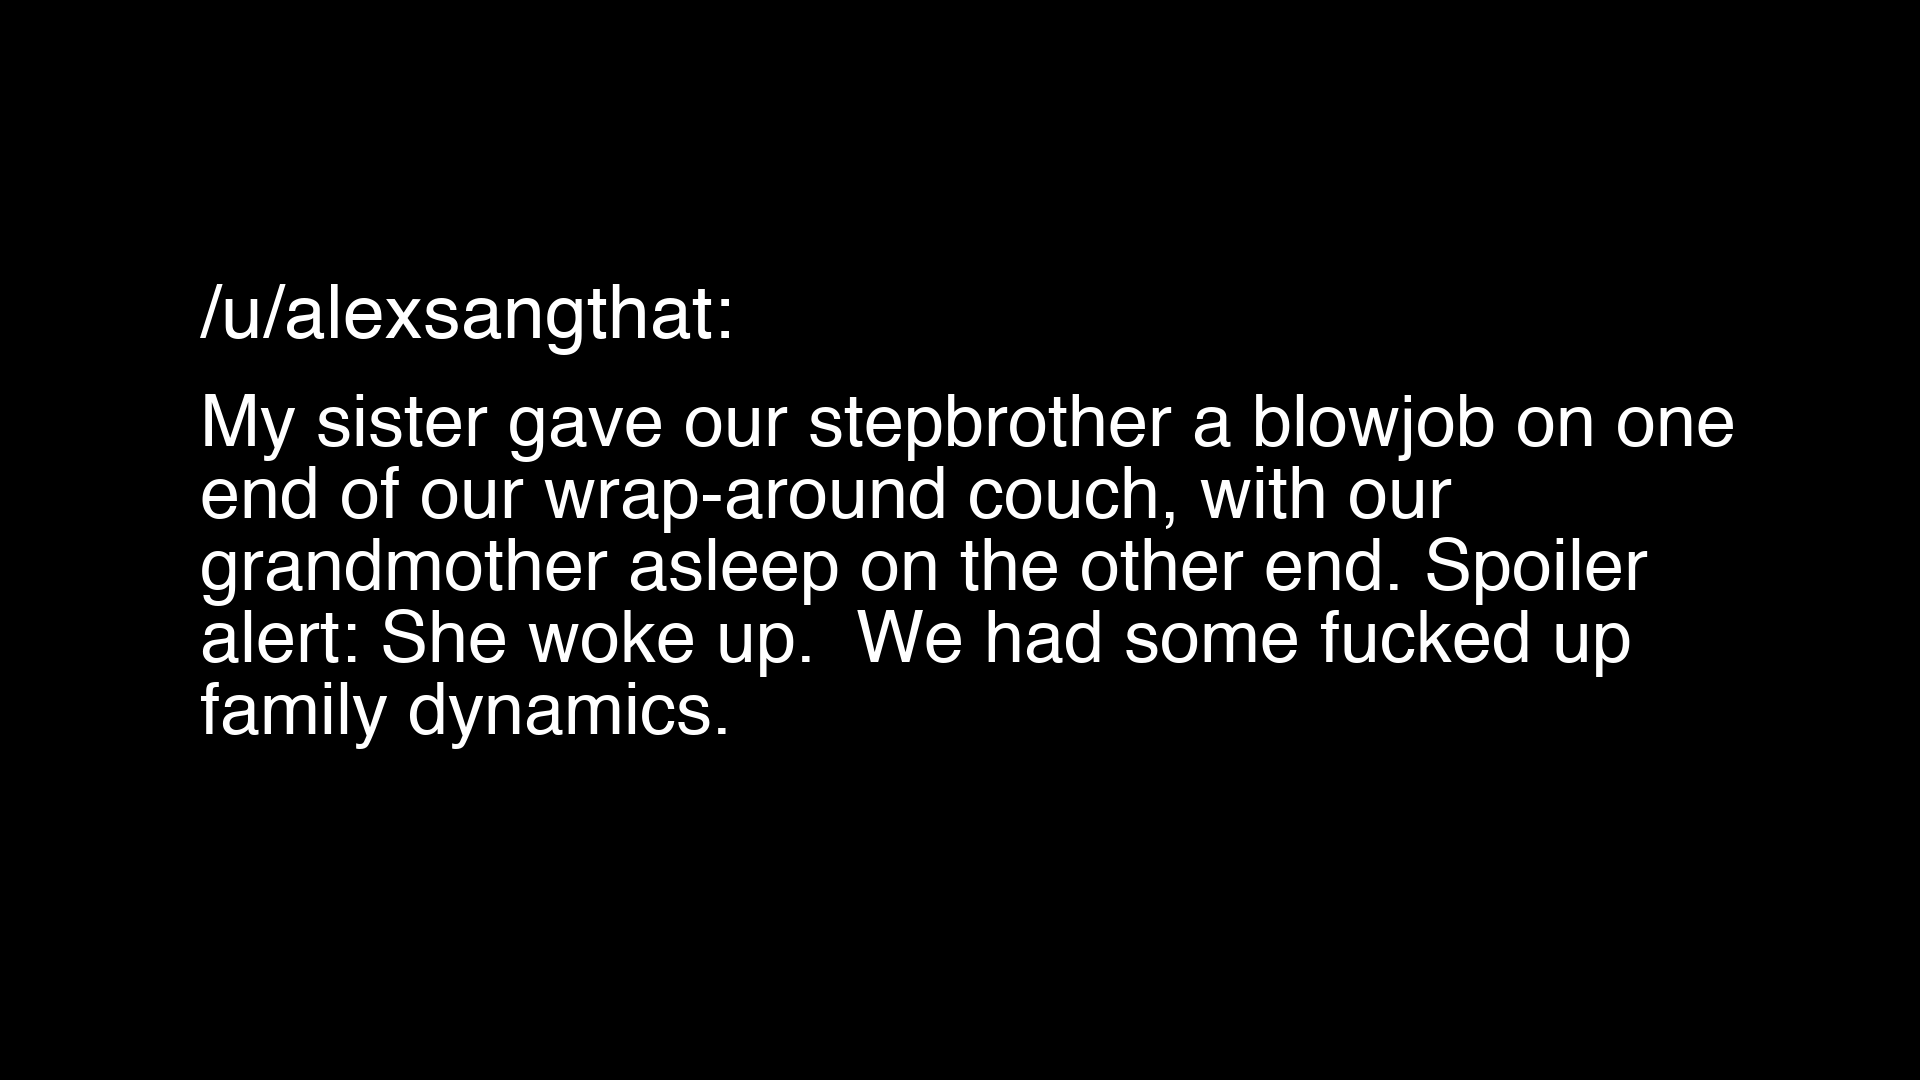 /u/alexsangthat:
My sister gave our stepbrother a blowjob on one
end of our wrap-around couch, with our
grandmother asleep on the other end. Spoiler
alert: She woke up.  We had some fucked up
family dynamics.